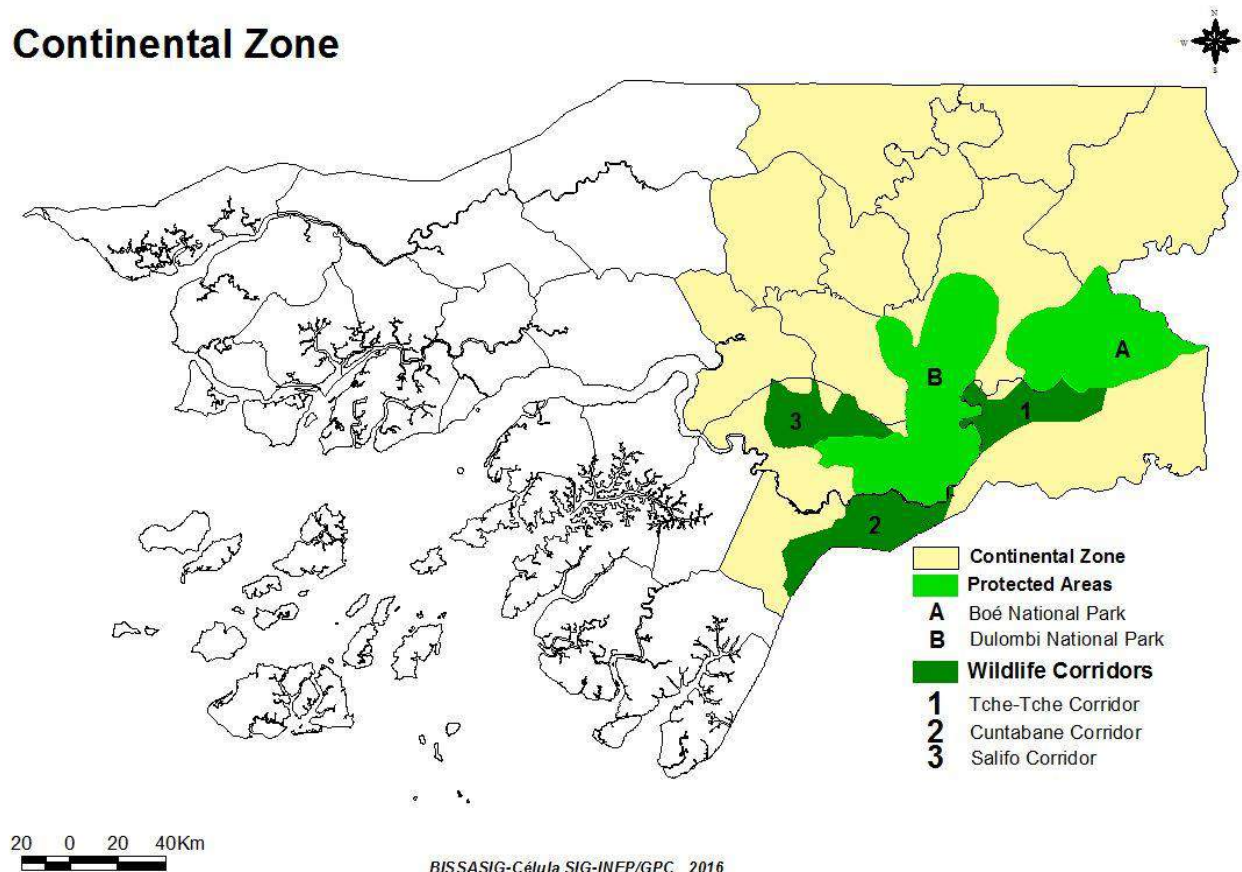 Continental Zone
N
W
S
A
B
1
3
2
Continental Zone
Protected Areas
A Boé National Park
B Dulombi National Park
Wildlife Corridors
1 Tche-Tche Corridor
2 Cuntabane Corridor
3 Salifo Corridor
20 0 20 40Km
BISSASIG-Célula SIG-INEP/GPC 2016